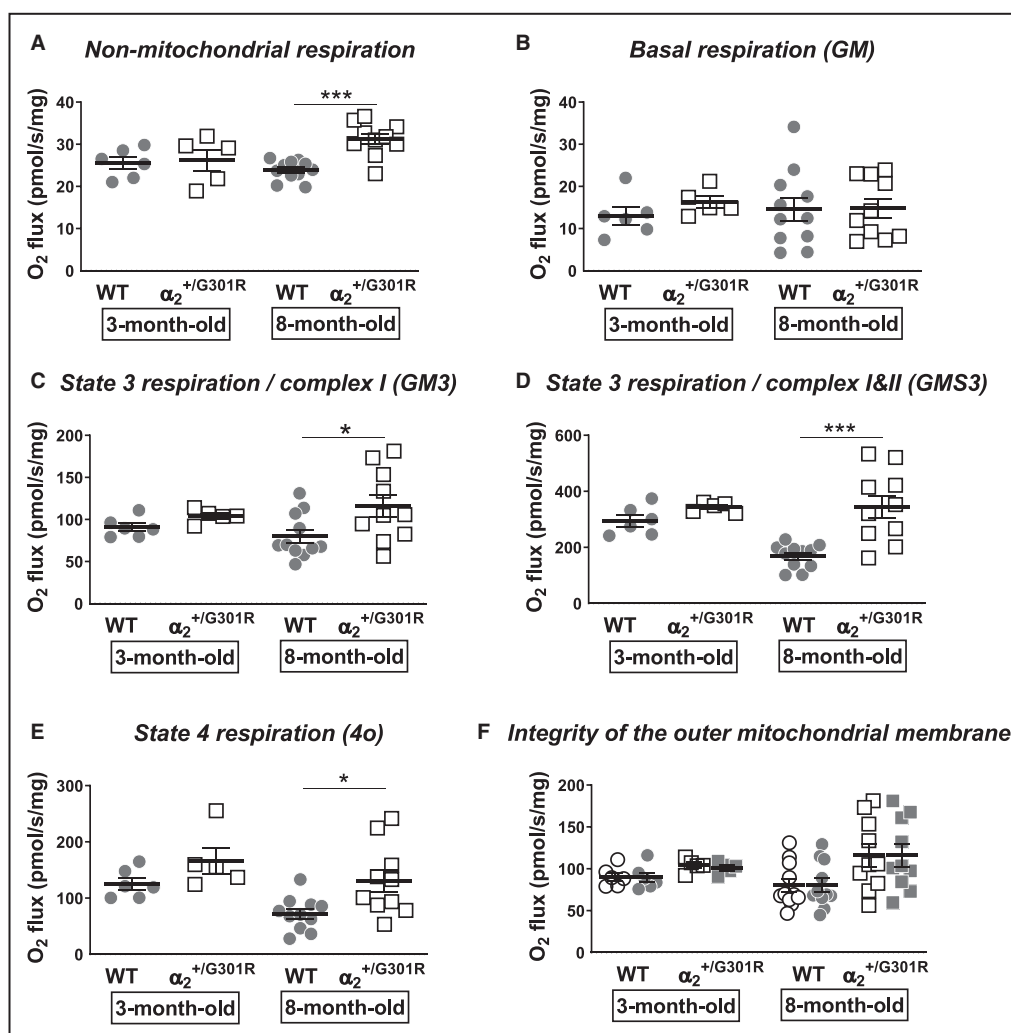 A Non-mitochondrial respiration
***
40
30
20
10
0
O₂ flux (pmol/s/mg)
WT α₂⁺/G301R WT α₂⁺/G301R
3-month-old 8-month-old
B Basal respiration (GM)
40
30
20
10
0
O₂ flux (pmol/s/mg)
WT α₂⁺/G301R WT α₂⁺/G301R
3-month-old 8-month-old
C State 3 respiration / complex I (GM3)
*
200
150
100
50
0
O₂ flux (pmol/s/mg)
WT α₂⁺/G301R WT α₂⁺/G301R
3-month-old 8-month-old
D State 3 respiration / complex I&II (GMS3)
***
600
400
200
0
O₂ flux (pmol/s/mg)
WT α₂⁺/G301R WT α₂⁺/G301R
3-month-old 8-month-old
E State 4 respiration (4o)
*
300
200
100
0
O₂ flux (pmol/s/mg)
WT α₂⁺/G301R WT α₂⁺/G301R
3-month-old 8-month-old
F Integrity of the outer mitochondrial membrane
200
150
100
50
0
O₂ flux (pmol/s/mg)
WT α₂⁺/G301R WT α₂⁺/G301R
3-month-old 8-month-old